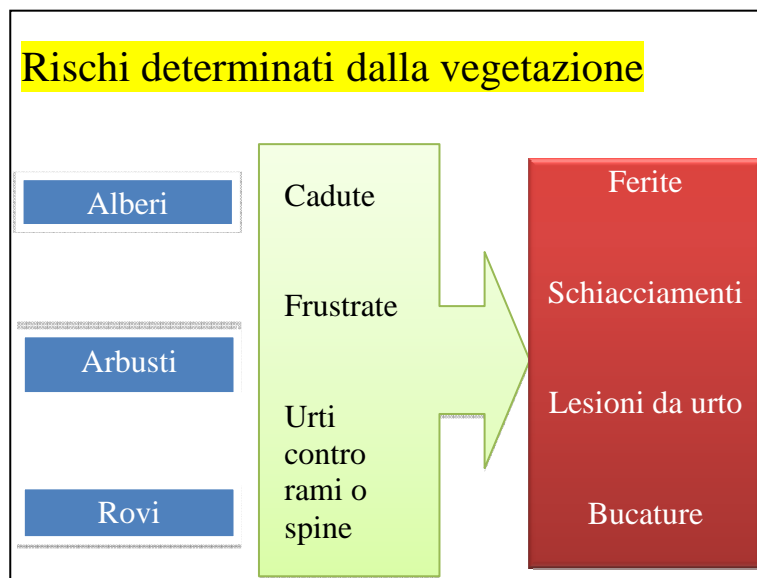 Rischi determinati dalla vegetazione
Alberi
Arbusti
Rovi
Cadute
Frustrate
Urti
contro
rami o
spine
Ferite
Schiacciamenti
Lesioni da urto
Bucature